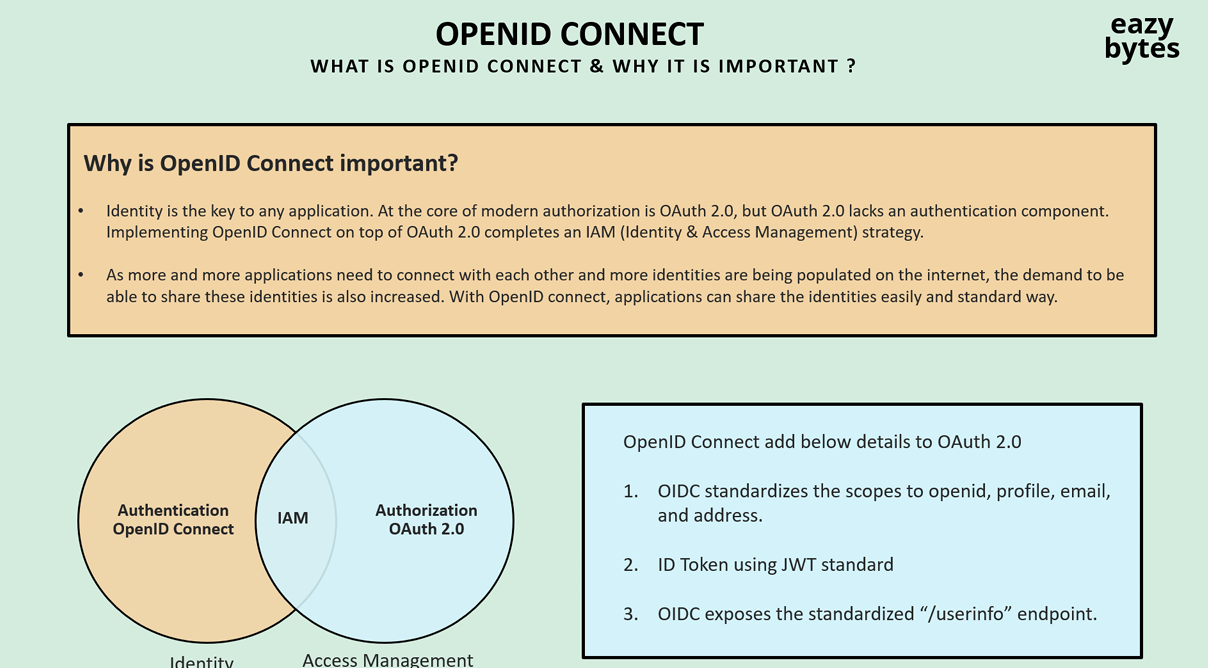 OPENID CONNECT
WHAT IS OPENID CONNECT & WHY IT IS IMPORTANT ?
eazy
bytes
Why is OpenID Connect important?
• Identity is the key to any application. At the core of modern authorization is OAuth 2.0, but OAuth 2.0 lacks an authentication component.
Implementing OpenID Connect on top of OAuth 2.0 completes an IAM (Identity & Access Management) strategy.
• As more and more applications need to connect with each other and more identities are being populated on the internet, the demand to be
able to share these identities is also increased. With OpenID connect, applications can share the identities easily and standard way.
Authentication
OpenID Connect
IAM
Authorization
OAuth 2.0
Identity
Access Management
OpenID Connect add below details to OAuth 2.0
1. OIDC standardizes the scopes to openid, profile, email,
and address.
2. ID Token using JWT standard
3. OIDC exposes the standardized “/userinfo” endpoint.